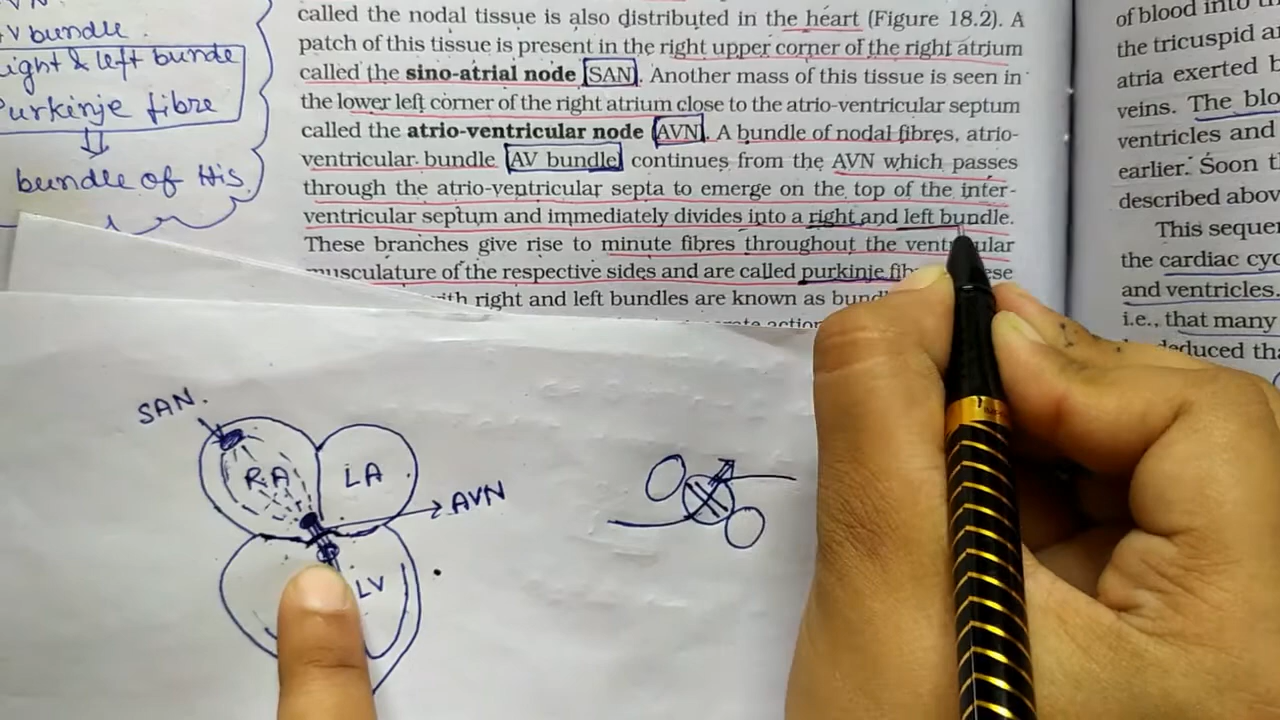 V bundle.
ight & left bunde
Purkinje fibre
bundle of His
called the nodal tissue is also distributed in the heart (Figure 18.2). A
patch of this tissue is present in the right upper corner of the right atrium
called the sino-atrial node (SAN). Another mass of this tissue is seen in
the lower left corner of the right atrium close to the atrio-ventricular septum
called the atrio-ventricular node (AVN). A bundle of nodal fibres, atrio-
ventricular bundle (AV bundle) continues from the AVN which passes
through the atrio-ventricular septa to emerge on the top of the inter-
ventricular septum and immediately divides into a right and left bundle.
These branches give rise to minute fibres throughout the ventricular
musculature of the respective sides and are called purkinje fib
ese
ith right and left bundles are known as bund
ate action
of blood into
the tricuspid a
atria exerted b
veins. The blo
ventricles and
earlier. Soon t
described abov
This sequer
the cardiac cyc
and ventricles.
i.e., that many
deduced tha
SAN.
RA
LA
AVN
LV